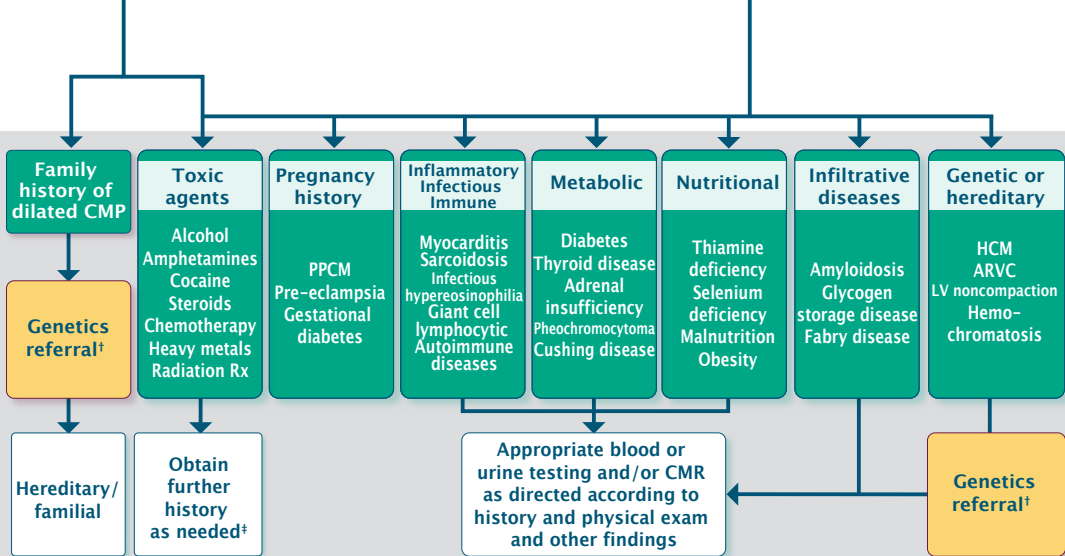 Family
history of
dilated CMP
Genetics
referral†
Hereditary/
familial
Toxic
agents
Alcohol
Amphetamines
Cocaine
Steroids
Chemotherapy
Heavy metals
Radiation Rx
Obtain
further
history
as needed‡
Pregnancy
history
PPCM
Pre-eclampsia
Gestational
diabetes
Inflammatory
Infectious
Immune
Myocarditis
Sarcoidosis
Infectious
hypereosinophilia
Giant cell
lymphocytic
Autoimmune
diseases
Metabolic
Diabetes
Thyroid disease
Adrenal
insufficiency
Pheochromocytoma
Cushing disease
Nutritional
Thiamine
deficiency
Selenium
deficiency
Malnutrition
Obesity
Appropriate blood or
urine testing and/or CMR
as directed according to
history and physical exam
and other findings
Infiltrative
diseases
Amyloidosis
Glycogen
storage disease
Fabry disease
Genetic or
hereditary
HCM
ARVC
LV noncompaction
Hemo-
chromatosis
Genetics
referral†